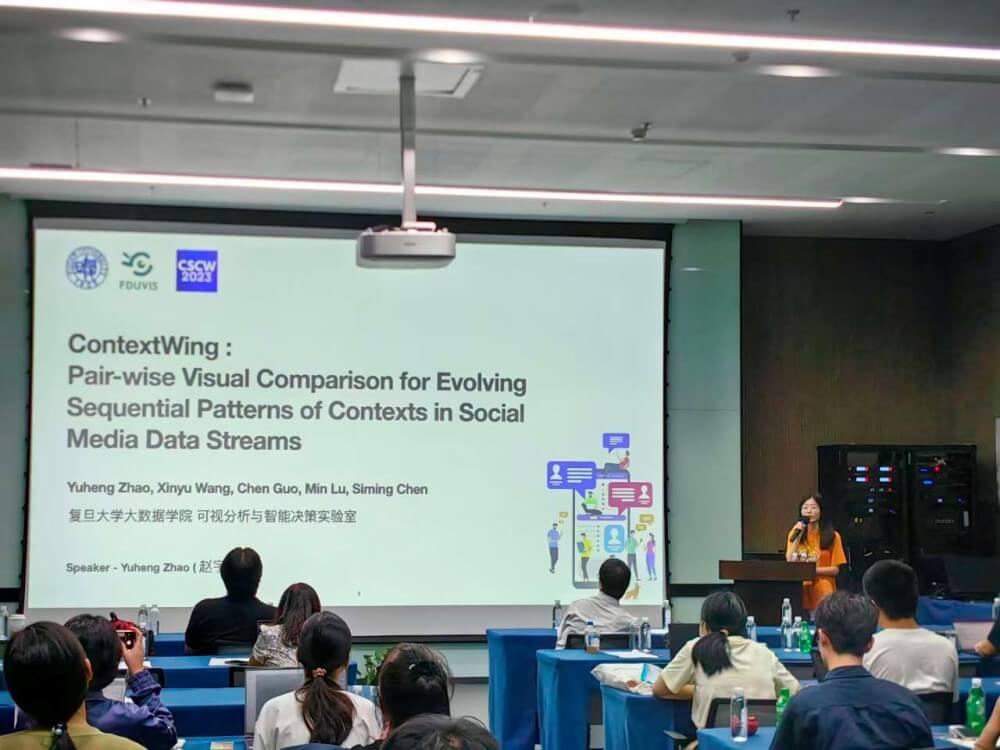 FDUVIS
CSCW
2023
ContextWing :
Pair-wise Visual Comparison for Evolving
Sequential Patterns of Contexts in Social
Media Data Streams
Yuheng Zhao, Xinyu Wang, Chen Guo, Min Lu, Siming Chen
复旦大学大数据学院 可视分析与智能决策实验室
Speaker - Yuheng Zhao ( 赵